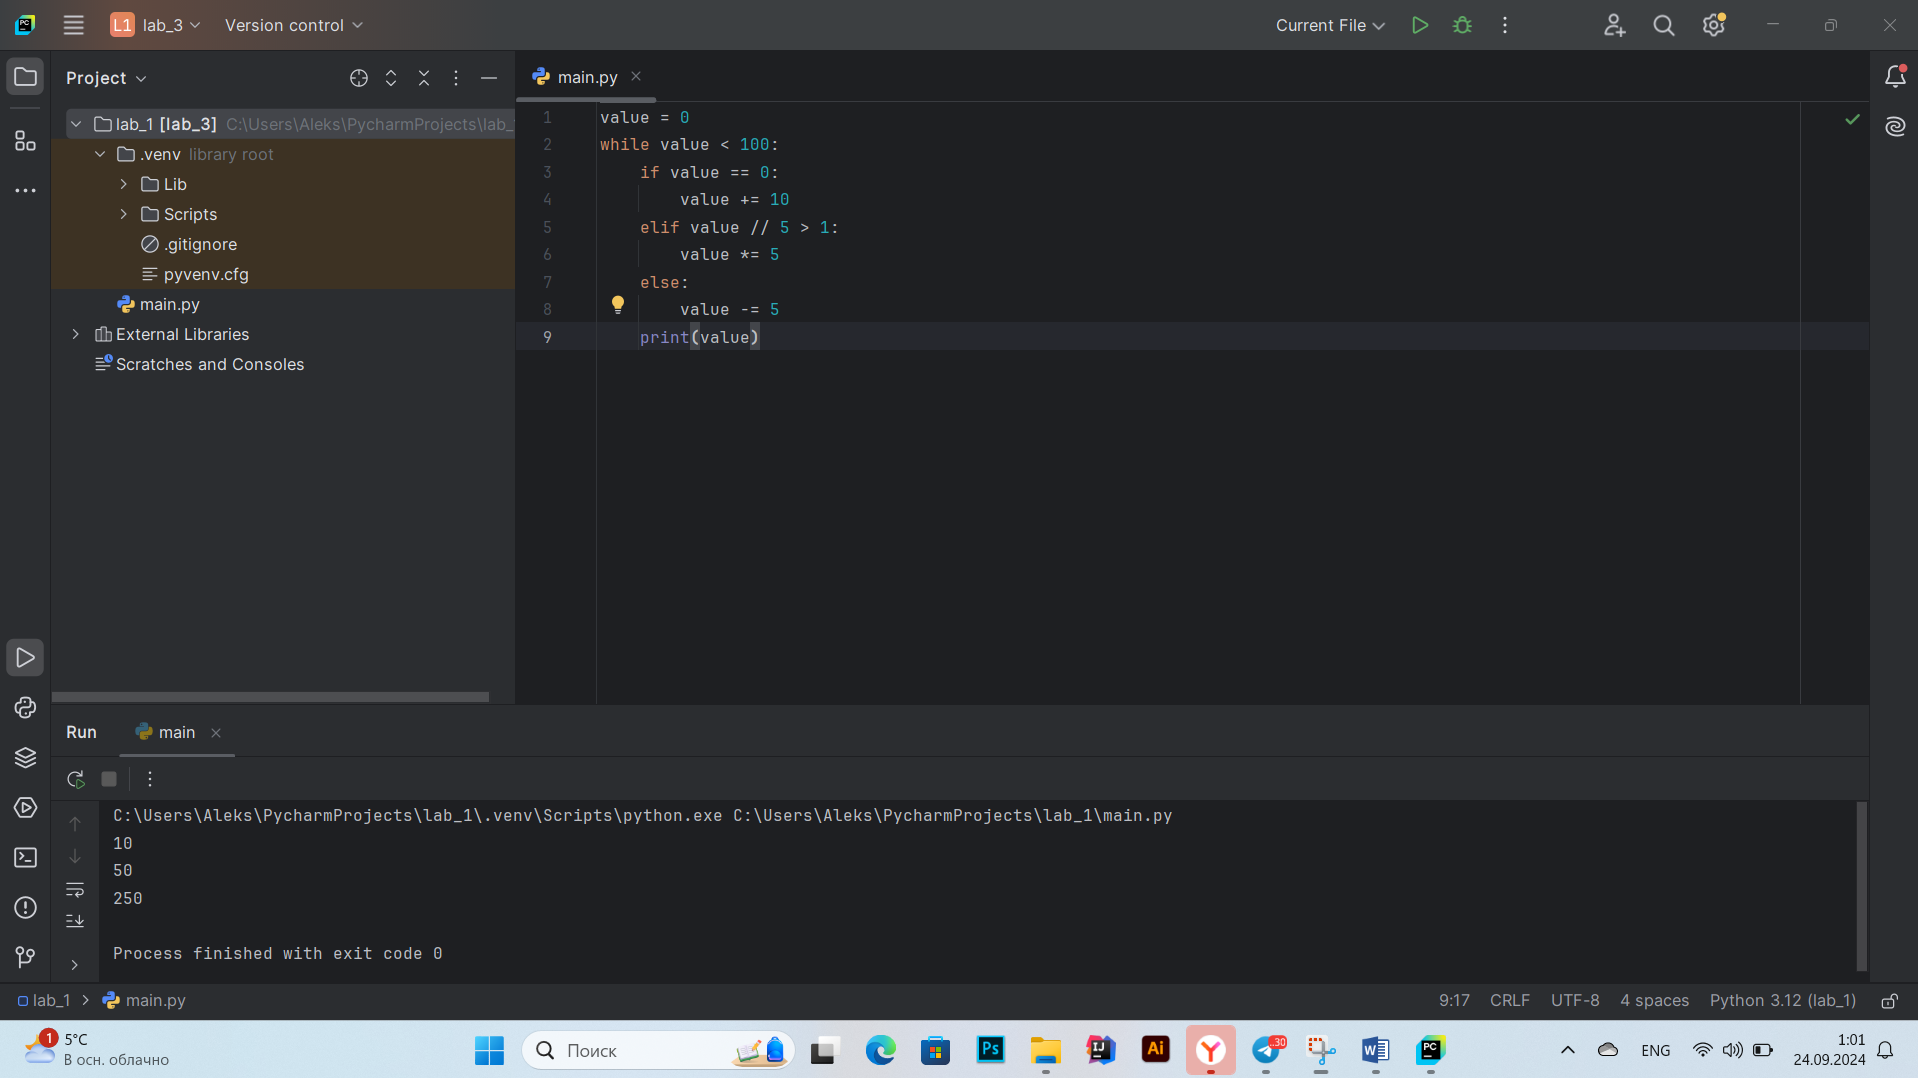 L1 lab_3 Version control Current File
Project
main.py
lab_1 [lab_3] C:\Users\Aleks\PycharmProjects\lab_
.venv library root
Lib
Scripts
.gitignore
pyvenv.cfg
main.py
External Libraries
Scratches and Consoles
1 value = 0
2 while value < 100:
3     if value == 0:
4         value += 10
5     elif value // 5 > 1:
6         value *= 5
7     else:
8         value -= 5
9     print(value)
Run main
C:\Users\Aleks\PycharmProjects\lab_1\.venv\Scripts\python.exe C:\Users\Aleks\PycharmProjects\lab_1\main.py
10
50
250
Process finished with exit code 0
lab_1 > main.py 9:17 CRLF UTF-8 4 spaces Python 3.12 (lab_1)
1 5°C
В осн. облачно
Поиск
Ps
IJ
Ai
Y
..30
W
PC
ENG
1:01
24.09.2024